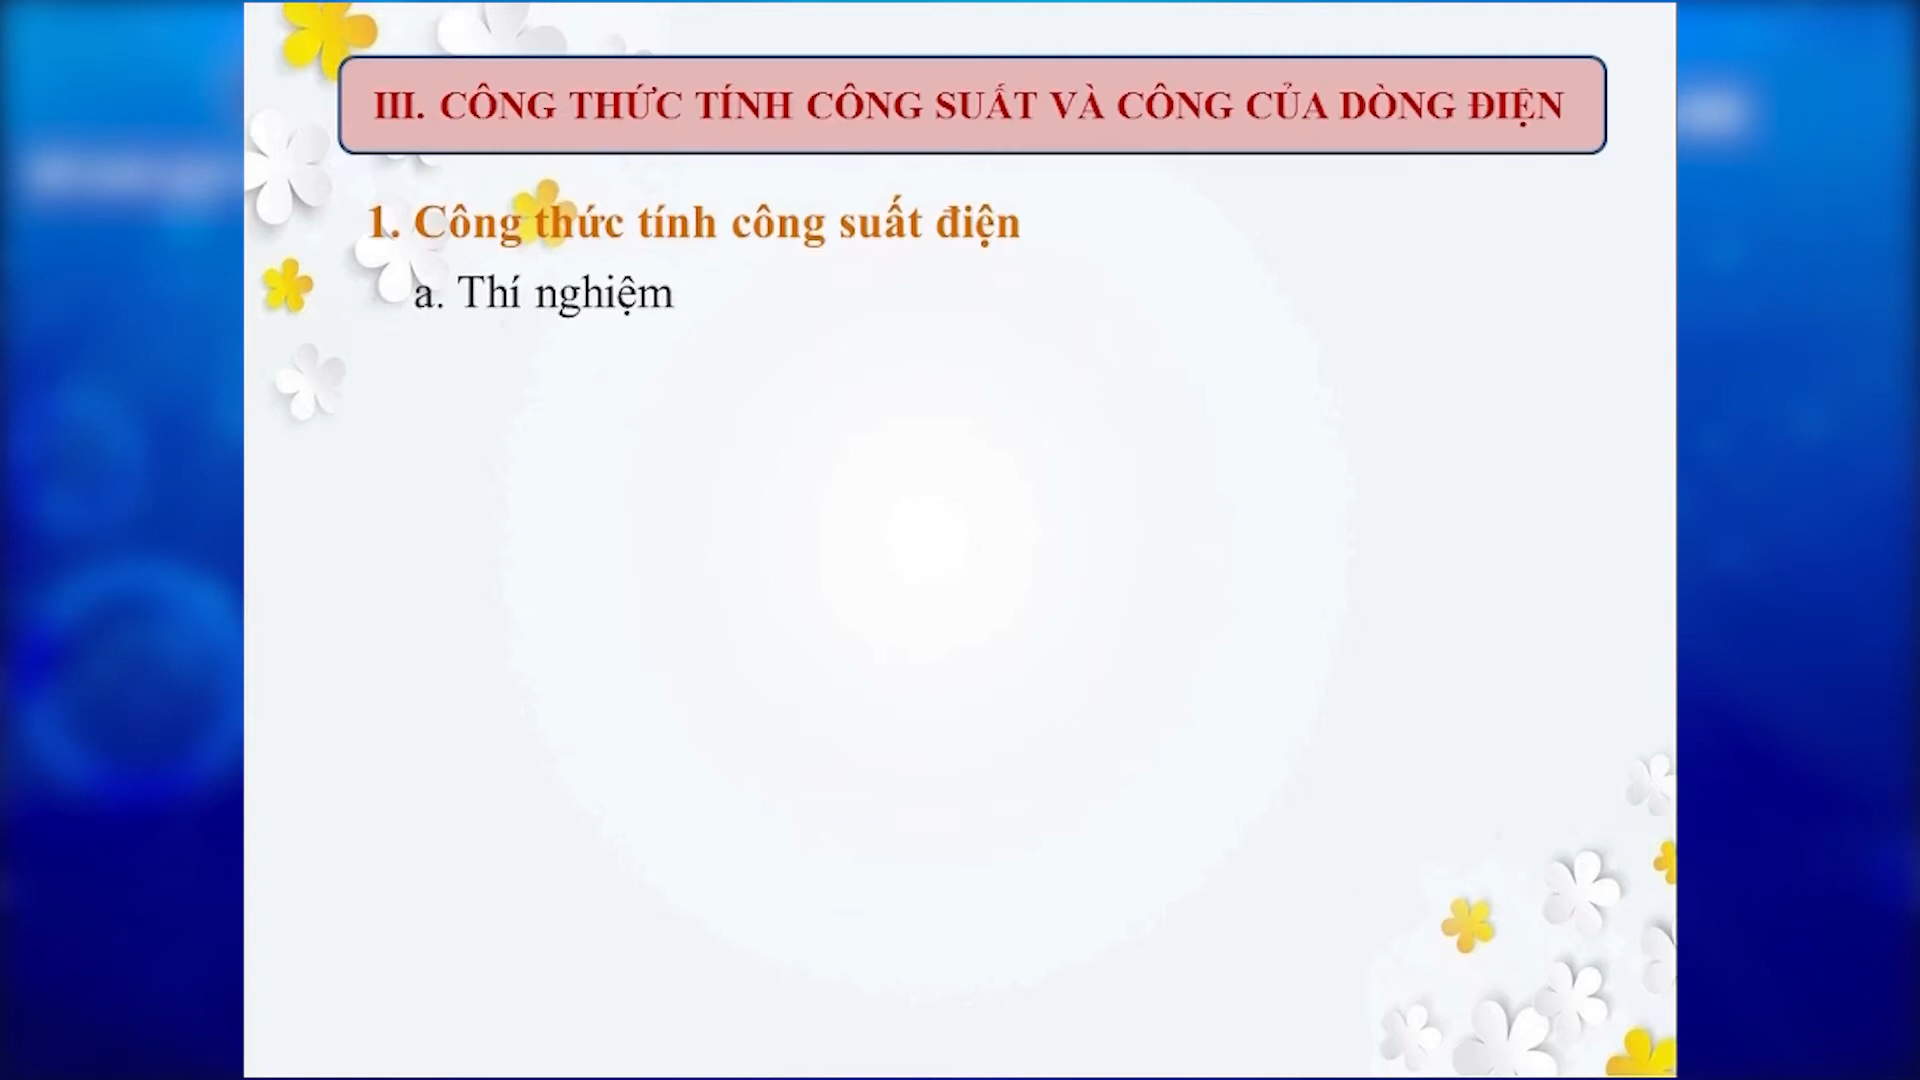 III. CÔNG THỨC TÍNH CÔNG SUẤT VÀ CÔNG CỦA DÒNG ĐIỆN
1. Công thức tính công suất điện
a. Thí nghiệm